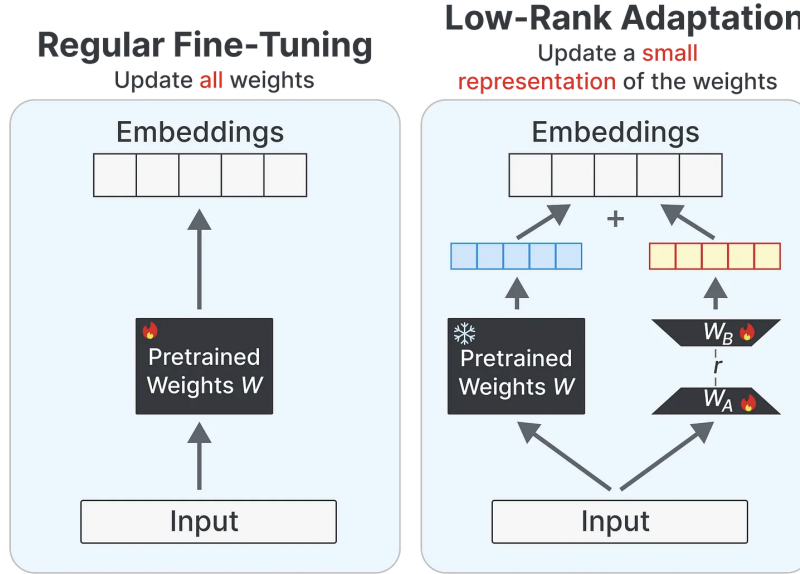 Regular Fine-Tuning
Update all weights
Embeddings
Pretrained
Weights W
Input
Low-Rank Adaptation
Update a small
representation of the weights
Embeddings
+
Pretrained
Weights W
W_B
r
W_A
Input